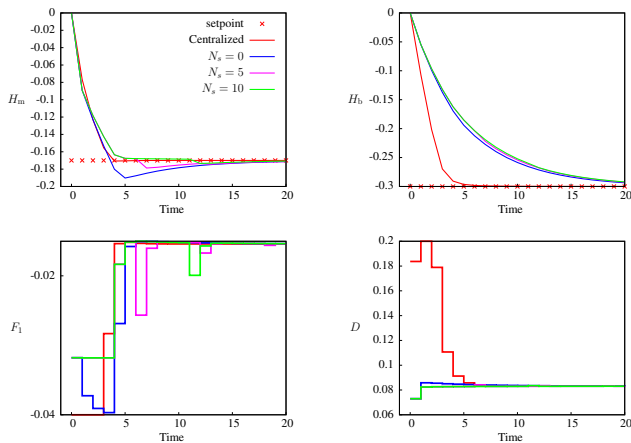 0
-0.02
-0.04
-0.06
-0.08
-0.1
-0.12
-0.14
-0.16
-0.18
-0.2
H_m
setpoint
Centralized
N_s = 0
N_s = 5
N_s = 10
0 5 10 15 20
Time
0
-0.05
-0.1
-0.15
-0.2
-0.25
-0.3
H_b
0 5 10 15 20
Time
-0.02
-0.04
F_1
0 5 10 15 20
Time
0.2
0.18
0.16
0.14
0.12
0.1
0.08
0.06
D
0 5 10 15 20
Time